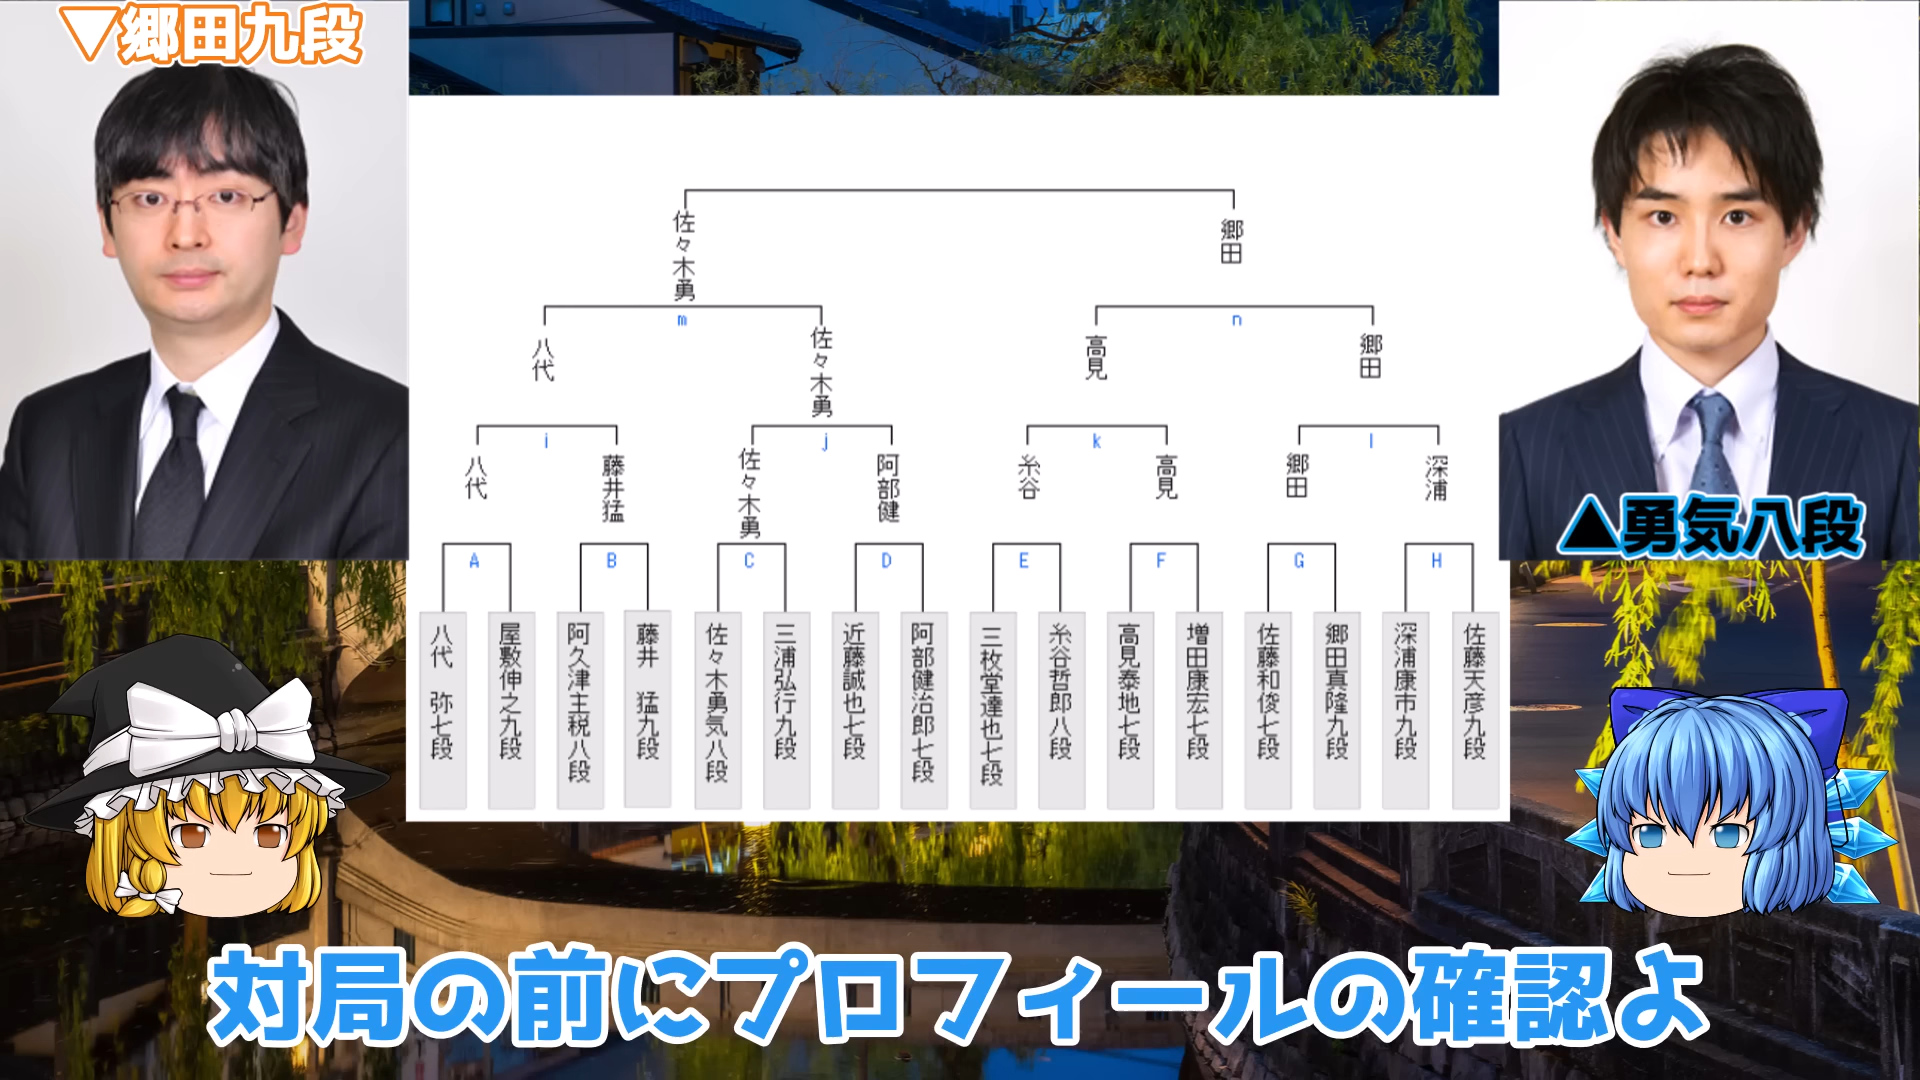 ▽郷田九段
佐々木勇
郷田
m
n
八代
佐々木勇
高見
郷田
i
j
k
l
八代
藤井猛
佐々木勇
阿部健
糸谷
高見
郷田
深浦
A
B
C
D
E
F
G
H
八代 弥七段
屋敷伸之九段
阿久津主税八段
藤井 猛九段
佐々木勇気八段
三浦弘行九段
近藤誠也七段
阿部健治郎七段
三枚堂達也七段
糸谷哲郎八段
高見泰地七段
増田康宏七段
佐藤和俊七段
郷田真隆九段
深浦康市九段
佐藤天彦九段
▲勇気八段
対局の前にプロフィールの確認よ